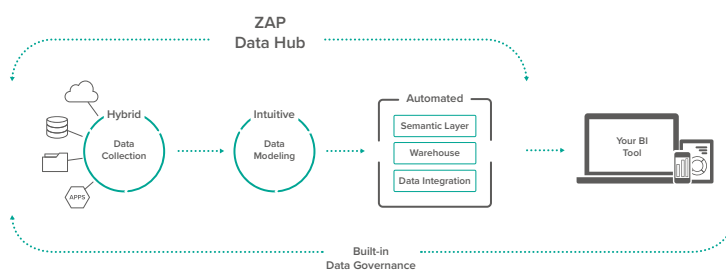 ZAP
Data Hub
Hybrid
Data
Collection
APPS
Intuitive
Data
Modeling
Automated
Semantic Layer
Warehouse
Data Integration
Your BI
Tool
Built-in
Data Governance